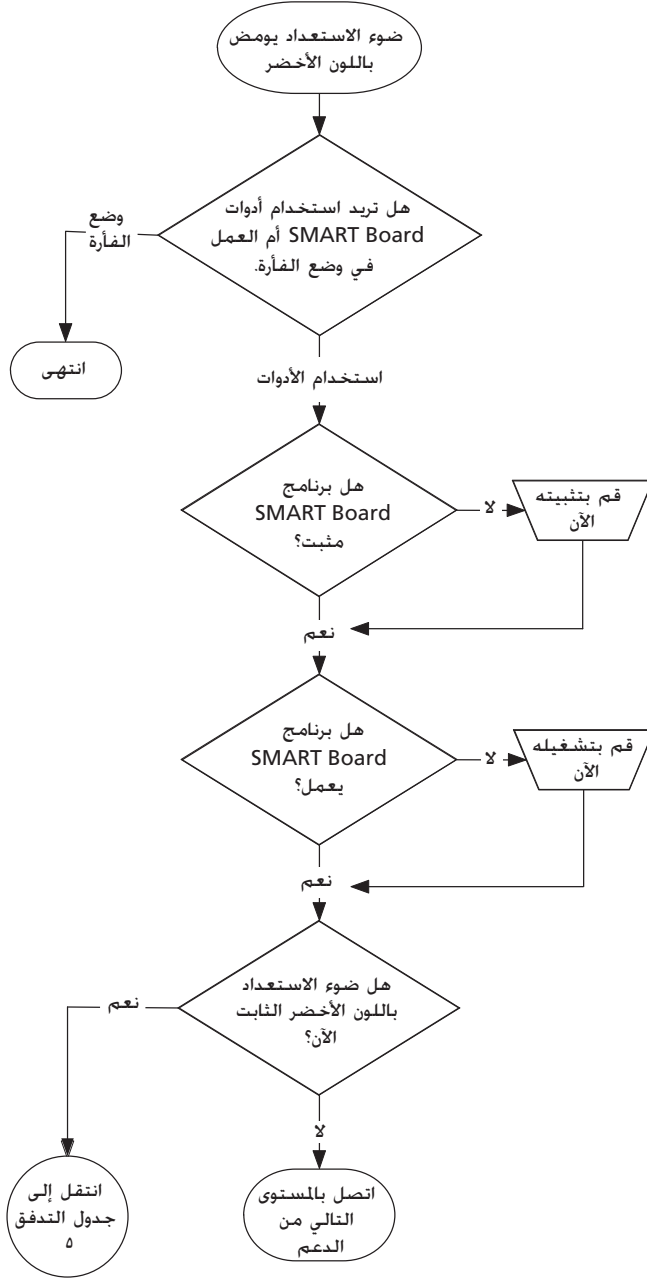 ضوء الاستعداد يومض
باللون الأخضر
هل تريد استخدام أدوات
SMART Board أم العمل
في وضع الفأرة.
وضع
الفأرة
انتهى
استخدام الأدوات
هل برنامج
SMART Board
مثبت؟
لا
قم بتثبيته
الآن
نعم
هل برنامج
SMART Board
يعمل؟
لا
قم بتشغيله
الآن
نعم
هل ضوء الاستعداد
باللون الأخضر الثابت
الآن؟
نعم
لا
انتقل إلى
جدول التدفق
٥
اتصل بالمستوى
التالي من
الدعم